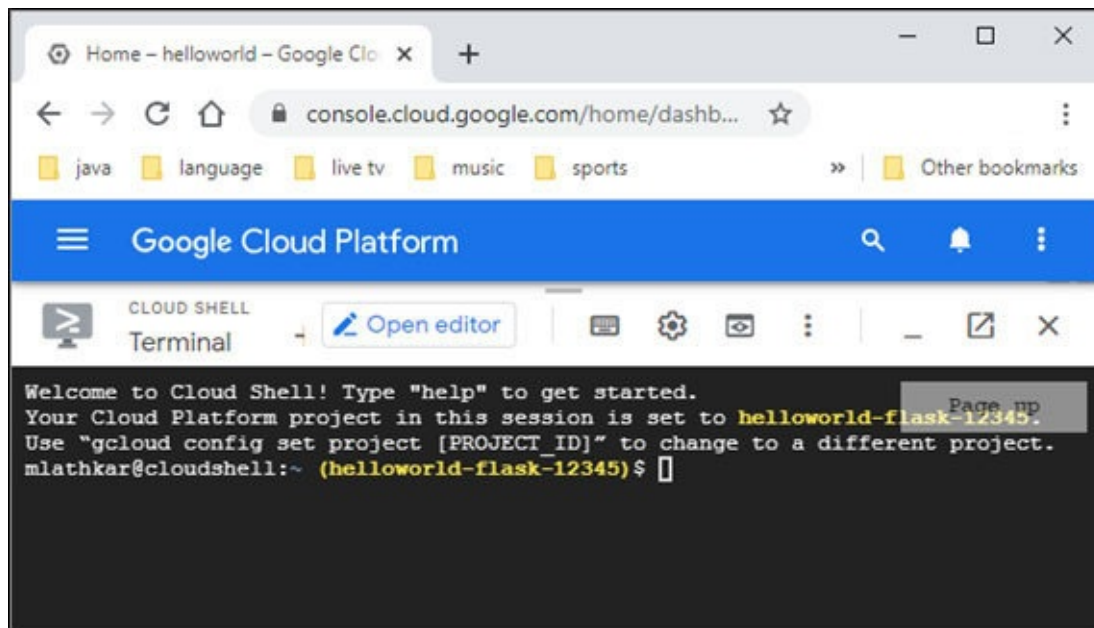 Home – helloworld – Google Clo
console.cloud.google.com/home/dashb...
java language live tv music sports » Other bookmarks
Google Cloud Platform
CLOUD SHELL
Terminal
Open editor
Welcome to Cloud Shell! Type "help" to get started.
Page up
Your Cloud Platform project in this session is set to helloworld-flask-12345.
Use “gcloud config set project [PROJECT_ID]” to change to a different project.
mlathkar@cloudshell:~ (helloworld-flask-12345)$